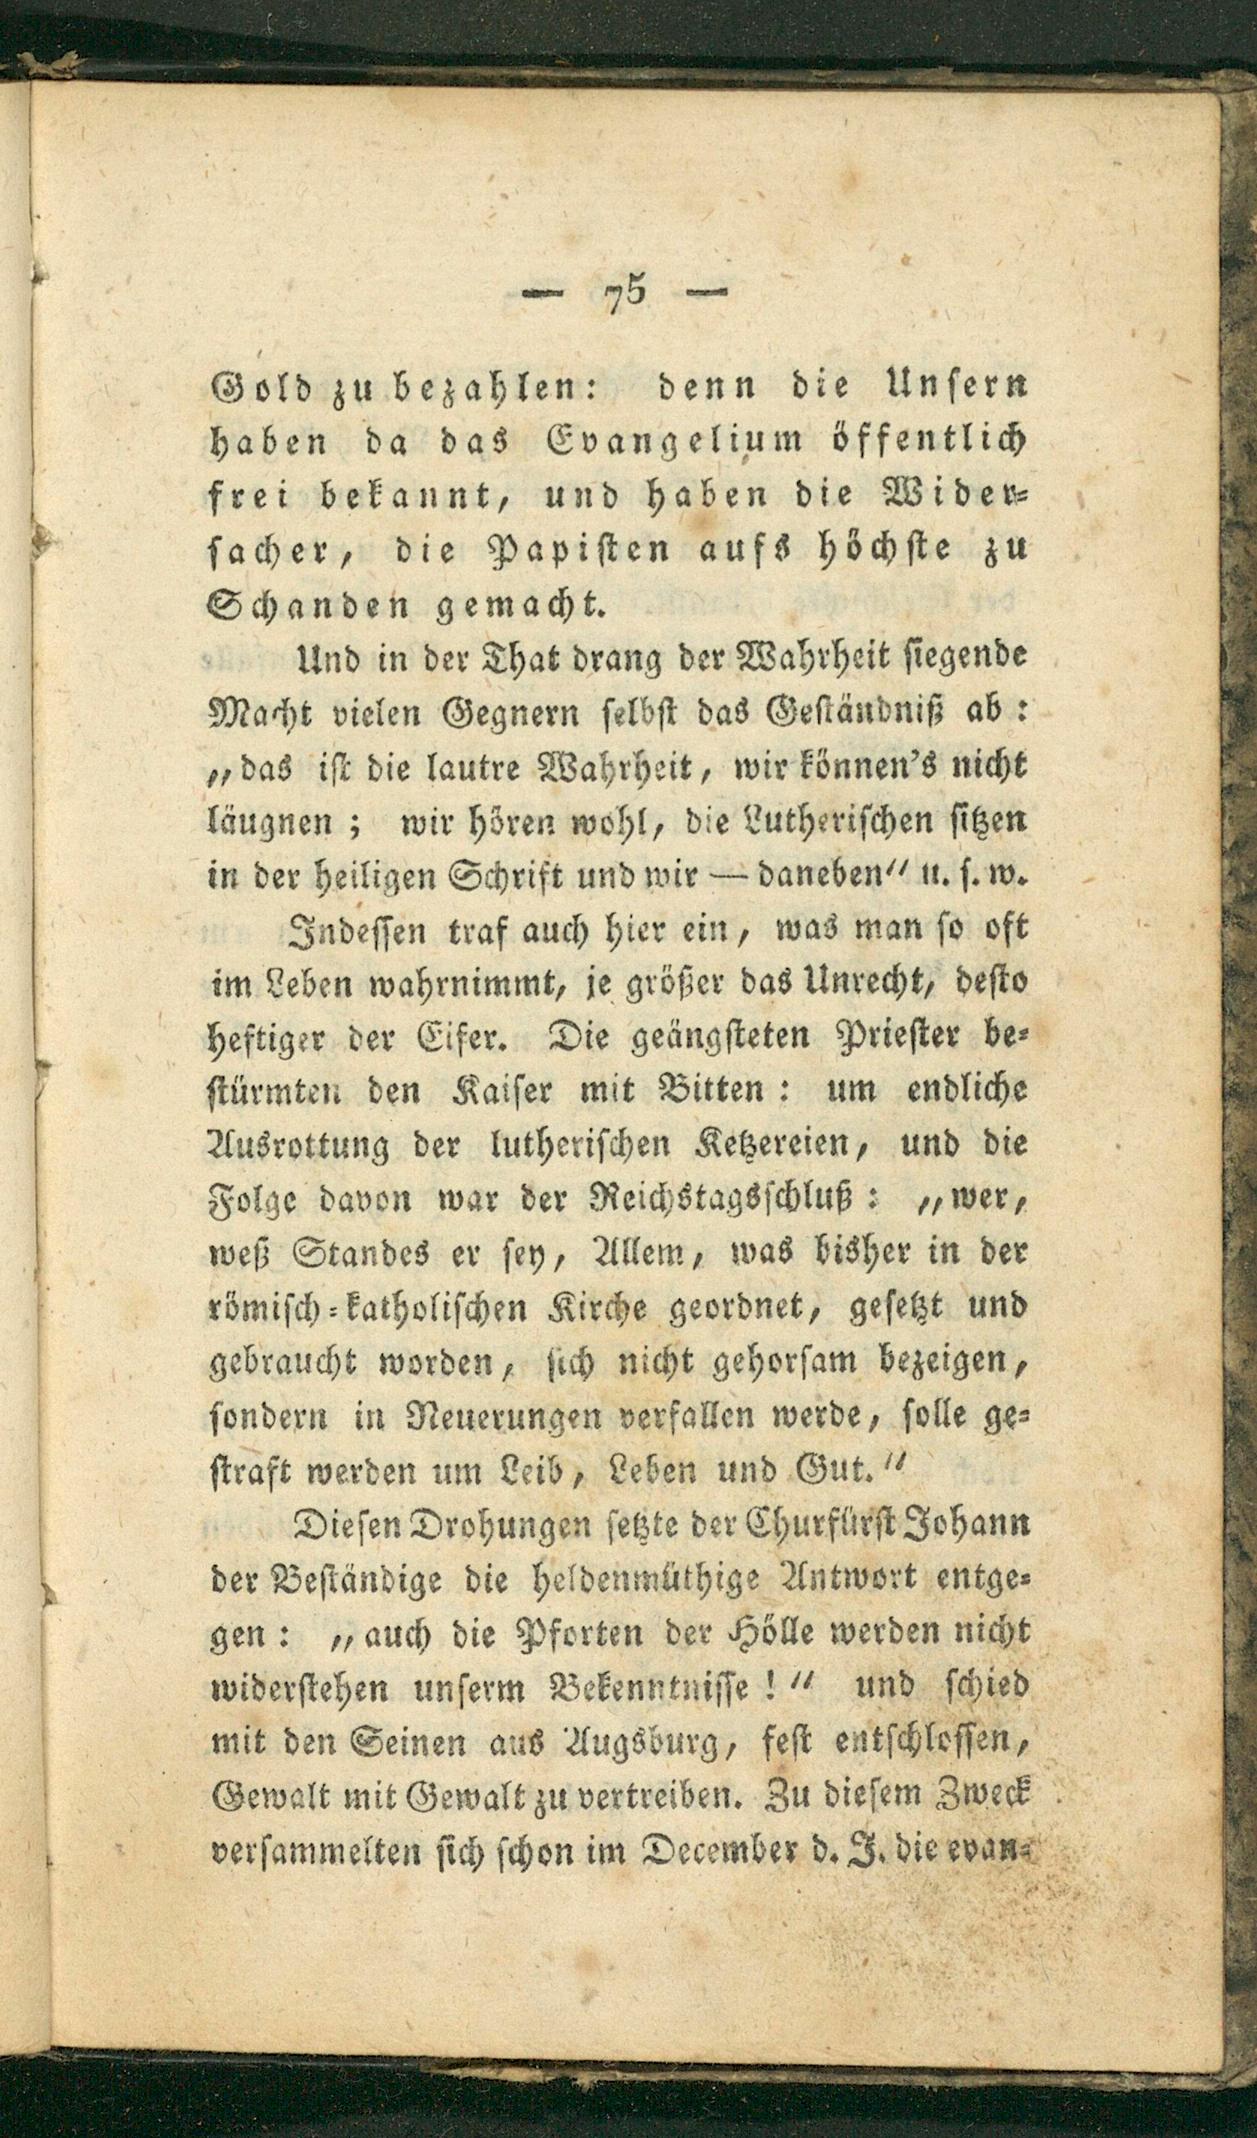 — 75 —
Gold zu bezahlen: denn die Unsern
haben da das Evangelium öffentlich
frei bekannt, und haben die Wider-
sacher, die Papisten aufs höchste zu
Schanden gemacht.
Und in der That drang der Wahrheit siegende
Macht vielen Gegnern selbst das Geständniß ab:
„das ist die lautre Wahrheit, wir können's nicht
läugnen; wir hören wohl, die Lutherischen sitzen
in der heiligen Schrift und wir — daneben“ u. s. w.
Indessen traf auch hier ein, was man so oft
im Leben wahrnimmt, je größer das Unrecht, desto
heftiger der Eifer. Die geängsteten Priester be-
stürmten den Kaiser mit Bitten: um endliche
Ausrottung der lutherischen Ketzereien, und die
Folge davon war der Reichstagsschluß: „wer,
weß Standes er sey, Allem, was bisher in der
römisch-katholischen Kirche geordnet, gesetzt und
gebraucht worden, sich nicht gehorsam bezeigen,
sondern in Neuerungen verfallen werde, solle ge-
straft werden um Leib, Leben und Gut.“
Diesen Drohungen setzte der Churfürst Johann
der Beständige die heldenmüthige Antwort entge-
gen: „auch die Pforten der Hölle werden nicht
widerstehen unserm Bekenntnisse!“ und schied
mit den Seinen aus Augsburg, fest entschlossen,
Gewalt mit Gewalt zu vertreiben. Zu diesem Zweck
versammelten sich schon im December d. J. die evan-